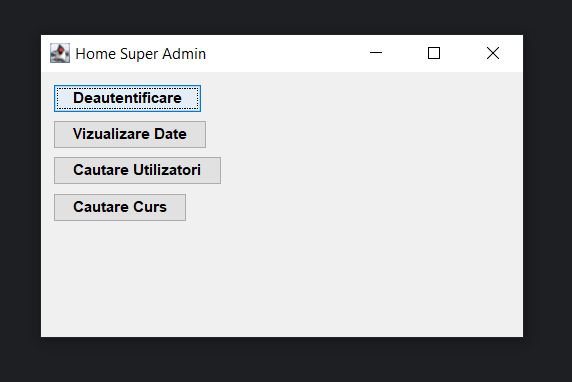 Home Super Admin
Deautentificare
Vizualizare Date
Cautare Utilizatori
Cautare Curs